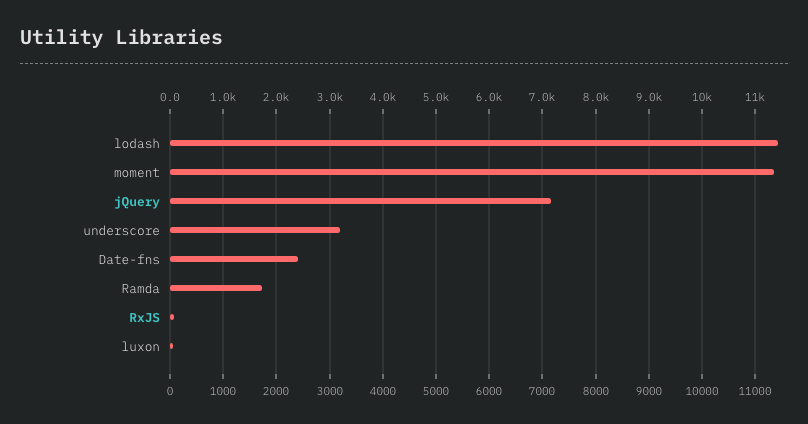 Utility Libraries
0.0 1.0k 2.0k 3.0k 4.0k 5.0k 6.0k 7.0k 8.0k 9.0k 10k 11k
lodash
moment
jQuery
underscore
Date-fns
Ramda
RxJS
luxon
0 1000 2000 3000 4000 5000 6000 7000 8000 9000 10000 11000